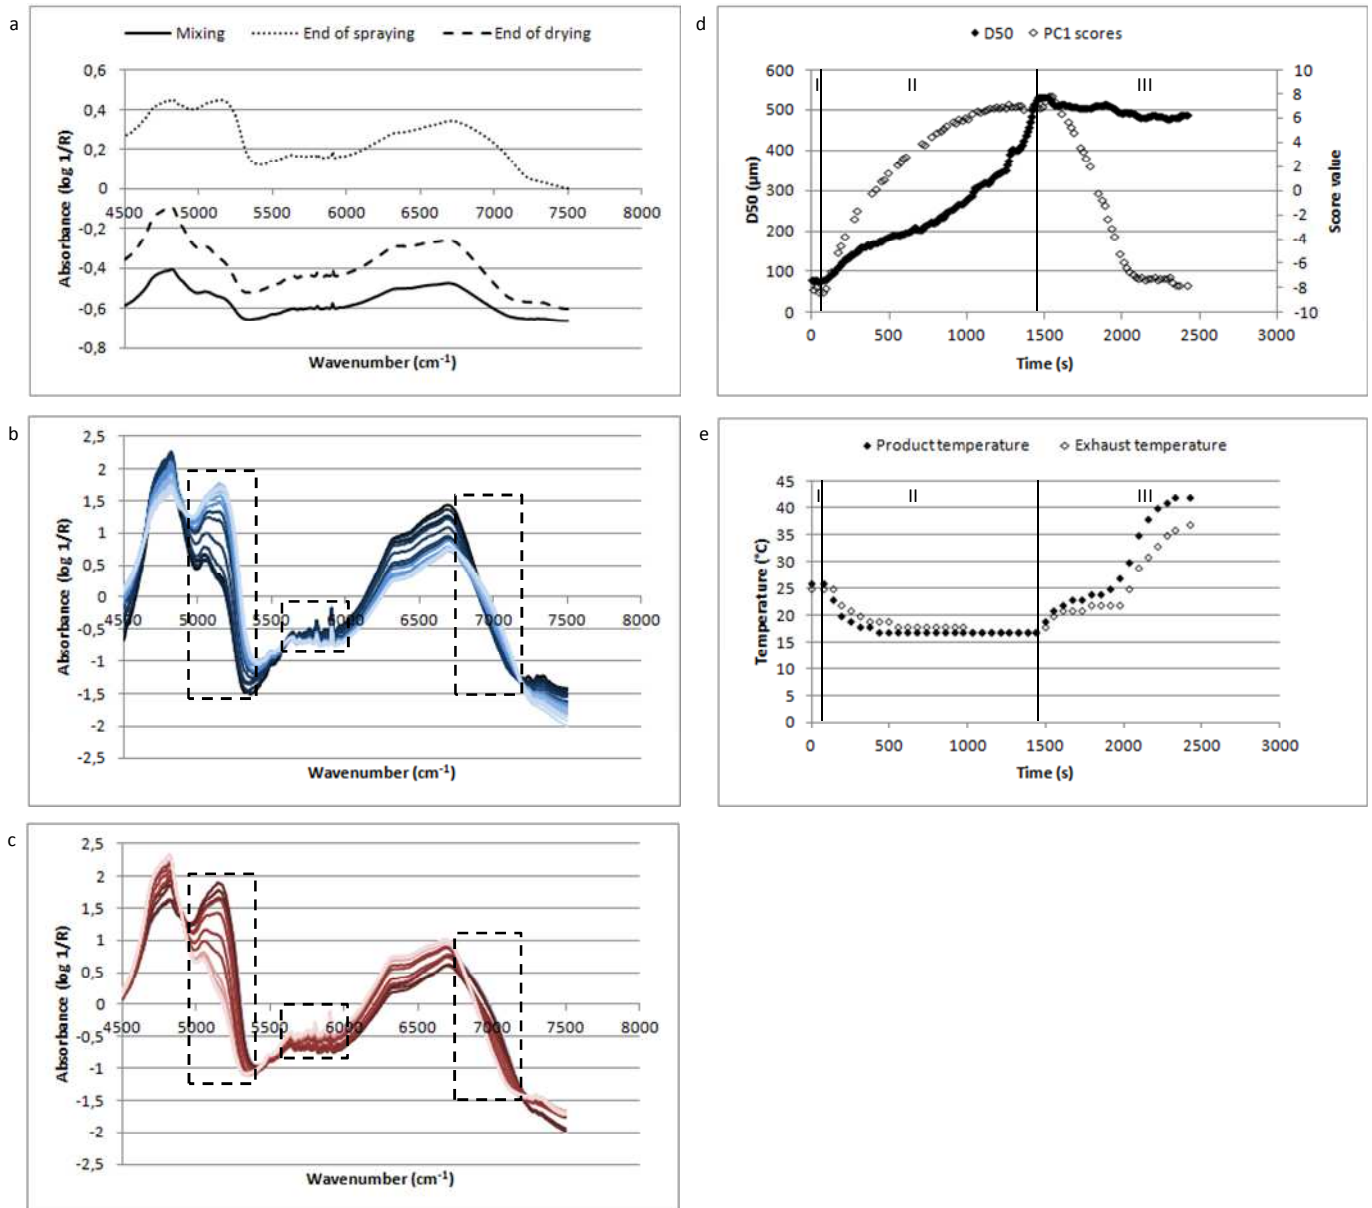 a
Mixing End of spraying End of drying
0,6
0,4
0,2
0
-0,2
-0,4
-0,6
-0,8
4500 5000 5500 6000 6500 7000 7500 8000
Absorbance (log 1/R)
Wavenumber (cm-1)
b
2,5
2
1,5
1
0,5
0
-0,5
-1
-1,5
-2
-2,5
4500 5000 5500 6000 6500 7000 7500 8000
Absorbance (log 1/R)
Wavenumber (cm-1)
c
2,5
2
1,5
1
0,5
0
-0,5
-1
-1,5
-2
-2,5
4500 5000 5500 6000 6500 7000 7500 8000
Absorbance (log 1/R)
Wavenumber (cm-1)
d
D50 PC1 scores
I II III
600
500
400
300
200
100
0
D50 (µm)
10
8
6
4
2
0
-2
-4
-6
-8
-10
Score value
0 500 1000 1500 2000 2500 3000
Time (s)
e
Product temperature Exhaust temperature
I II III
45
40
35
30
25
20
15
10
5
0
Temperature (°C)
0 500 1000 1500 2000 2500 3000
Time (s)